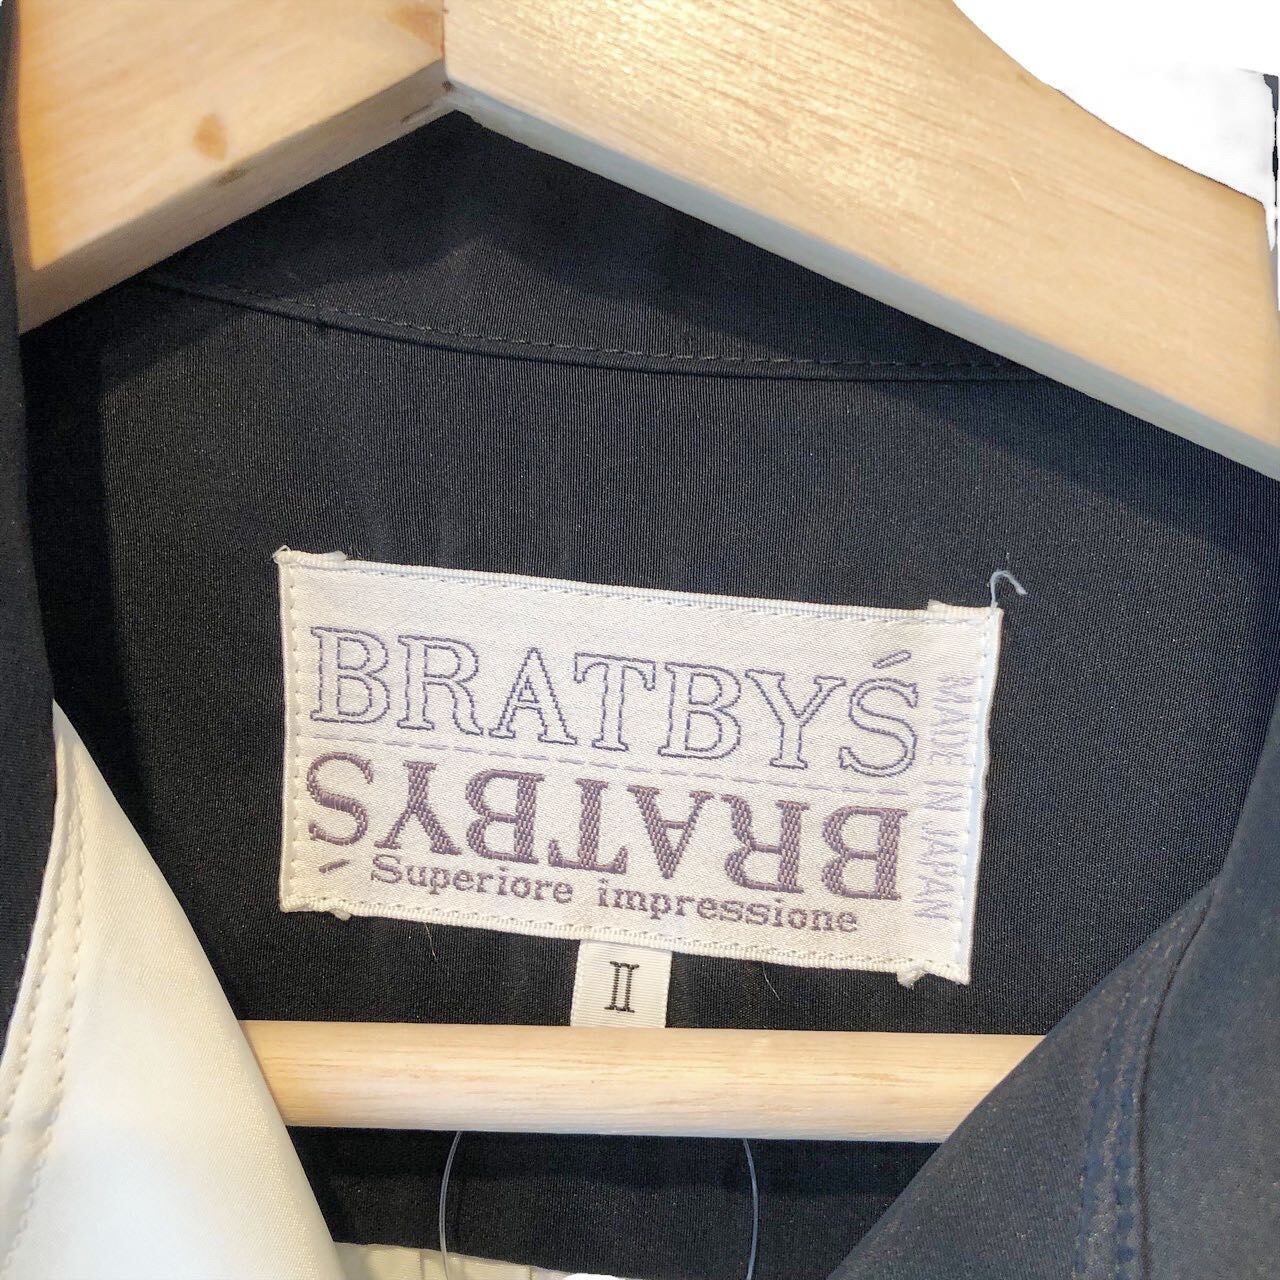 BRATBYŚ
BRATBYŚ
Superiore impressione
MADE IN JAPAN
II